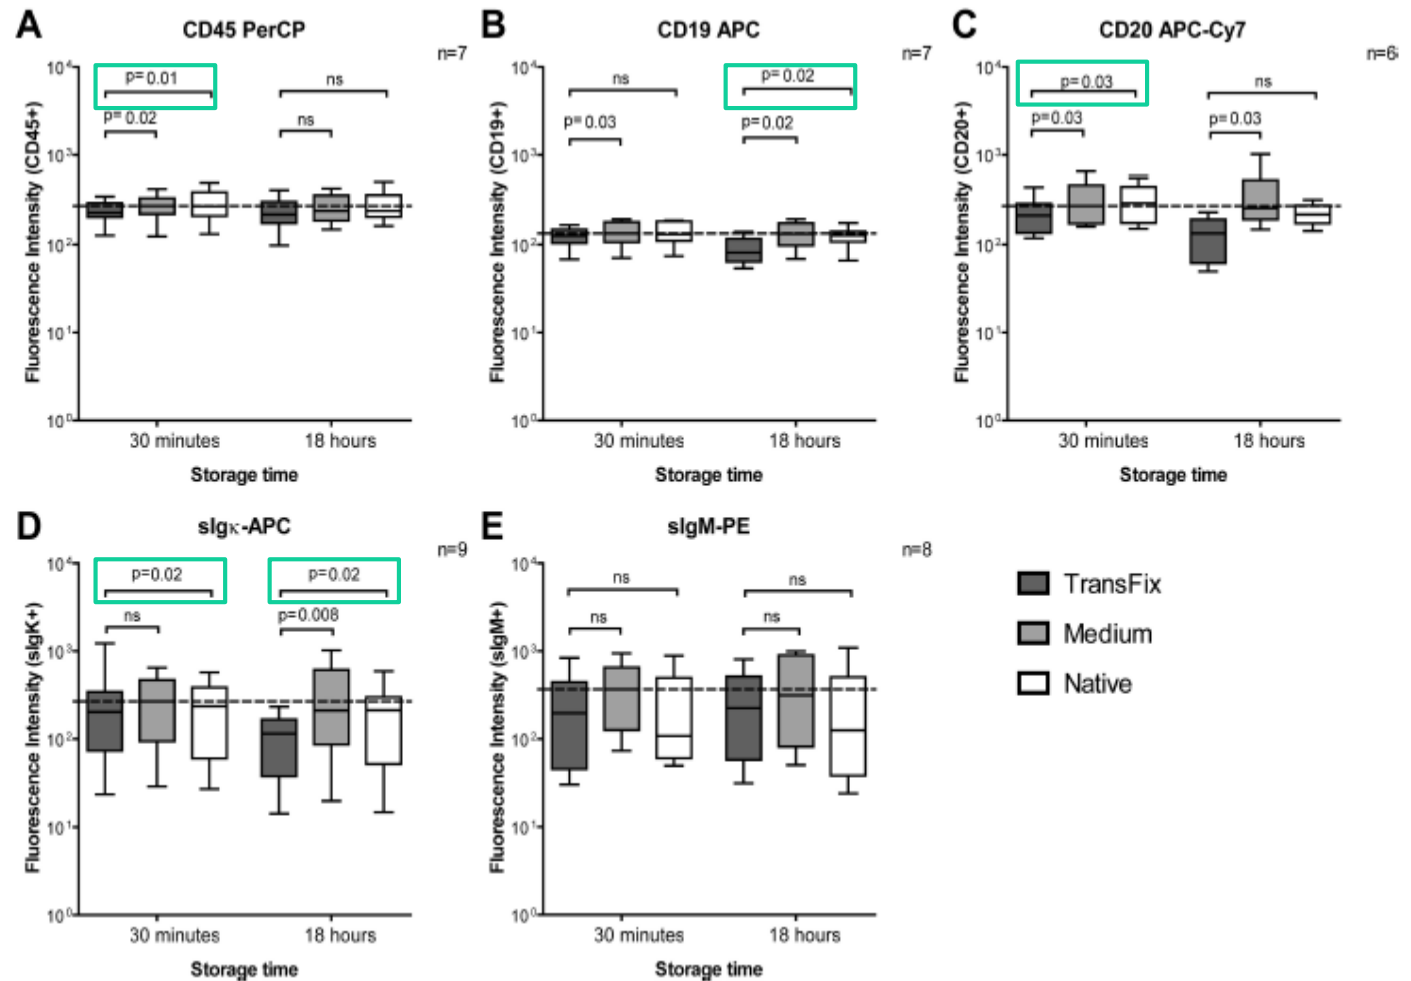 A
CD45 PerCP
n=7
Fluorescence Intensity (CD45+)
10⁴
10³
10²
10¹
10⁰
p=0.01
p=0.02
ns
ns
30 minutes
18 hours
Storage time
B
CD19 APC
n=7
Fluorescence Intensity (CD19+)
10⁴
10³
10²
10¹
10⁰
ns
p=0.03
p=0.02
p=0.02
30 minutes
18 hours
Storage time
C
CD20 APC-Cy7
n=6
Fluorescence Intensity (CD20+)
10⁴
10³
10²
10¹
10⁰
p=0.03
p=0.03
ns
p=0.03
30 minutes
18 hours
Storage time
D
sIgκ-APC
n=9
Fluorescence Intensity (sIgK+)
10⁴
10³
10²
10¹
10⁰
p=0.02
ns
p=0.02
p=0.008
30 minutes
18 hours
Storage time
E
sIgM-PE
n=8
Fluorescence Intensity (sIgM+)
10⁴
10³
10²
10¹
10⁰
ns
ns
ns
ns
30 minutes
18 hours
Storage time
TransFix
Medium
Native